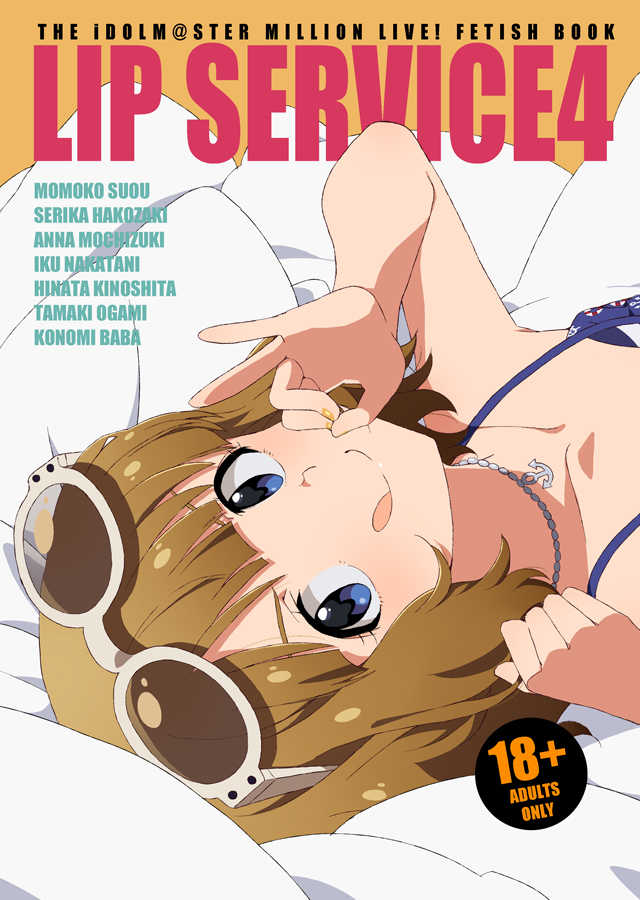 THE iDOLM@STER MILLION LIVE! FETISH BOOK
LIP SERVICE4
MOMOKO SUOU
SERIKA HAKOZAKI
ANNA MOCHIZUKI
IKU NAKATANI
HINATA KINOSHITA
TAMAKI OGAMI
KONOMI BABA
18+
ADULTS
ONLY